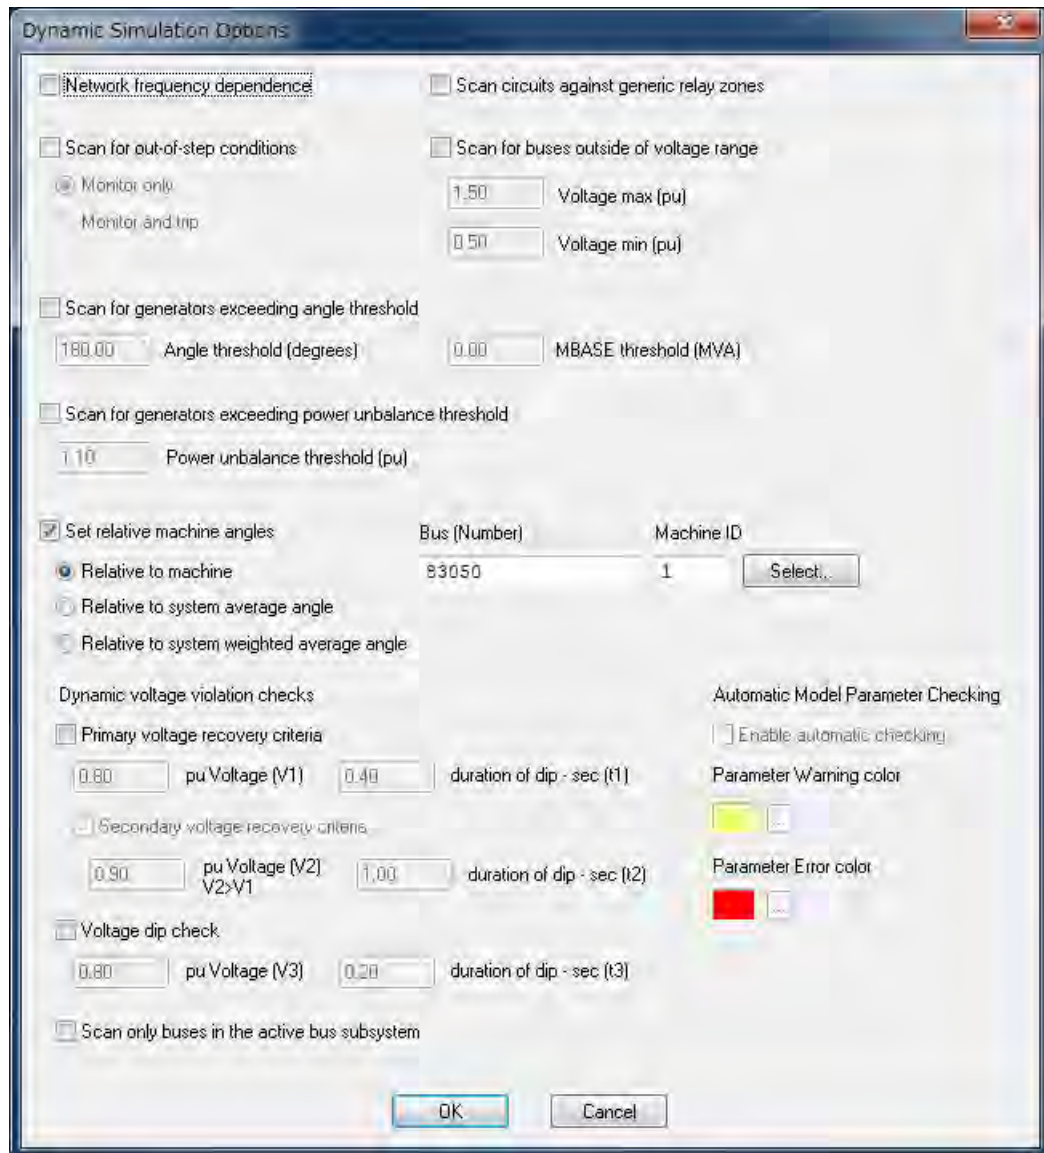 Dynamic Simulation Options
Network frequency dependence
Scan circuits against generic relay zones
Scan for out-of-step conditions
Scan for buses outside of voltage range
Monitor only
1.50 Voltage max (pu)
Monitor and trip
0.50 Voltage min (pu)
Scan for generators exceeding angle threshold
180.00 Angle threshold (degrees)
0.00 MBASE threshold (MVA)
Scan for generators exceeding power unbalance threshold
1.10 Power unbalance threshold (pu)
Set relative machine angles
Bus (Number)
Machine ID
Relative to machine
83050
1
Select...
Relative to system average angle
Relative to system weighted average angle
Dynamic voltage violation checks
Automatic Model Parameter Checking
Primary voltage recovery criteria
Enable automatic checking
0.80 pu Voltage (V1) 0.40 duration of dip - sec (t1)
Parameter Warning color
...
Secondary voltage recovery criteria
0.90 pu Voltage (V2)
V2>V1
1.00 duration of dip - sec (t2)
Parameter Error color
...
Voltage dip check
0.80 pu Voltage (V3) 0.20 duration of dip - sec (t3)
Scan only buses in the active bus subsystem
OK
Cancel